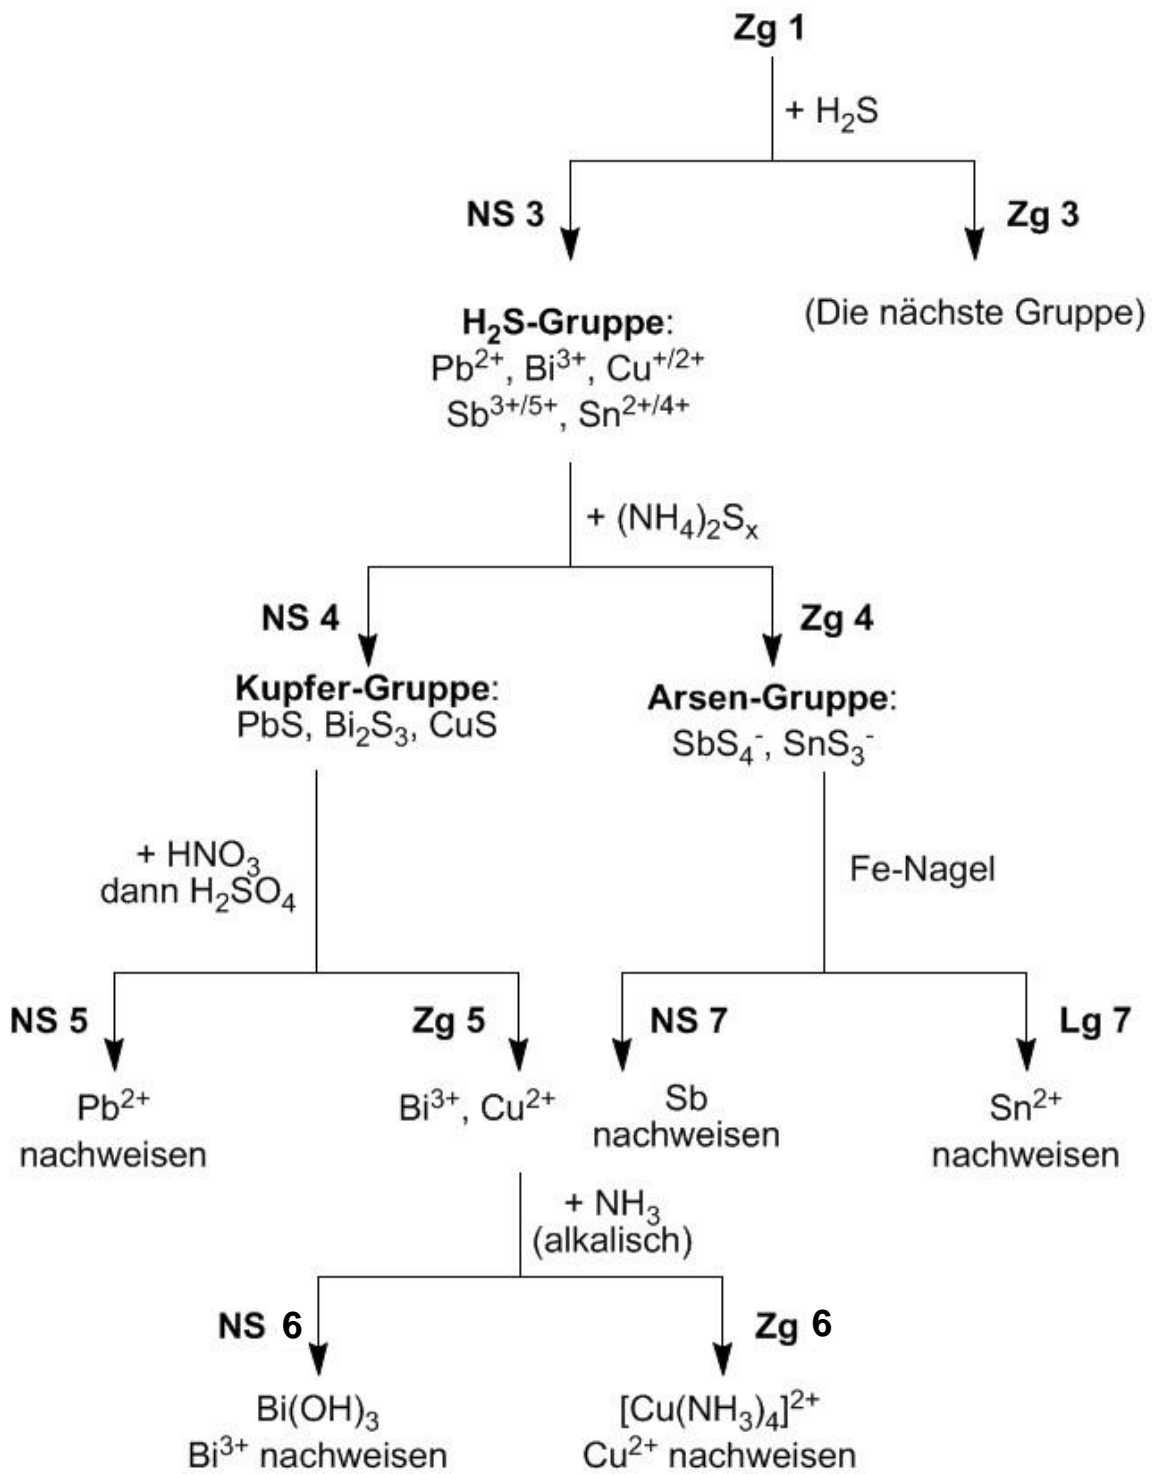 Zg 1
+ H₂S
NS 3
Zg 3
H₂S-Gruppe:
Pb²⁺, Bi³⁺, Cu⁺/²⁺
Sb³⁺/⁵⁺, Sn²⁺/⁴⁺
(Die nächste Gruppe)
+ (NH₄)₂Sₓ
NS 4
Zg 4
Kupfer-Gruppe:
PbS, Bi₂S₃, CuS
Arsen-Gruppe:
SbS₄⁻, SnS₃⁻
+ HNO₃
dann H₂SO₄
Fe-Nagel
NS 5
Zg 5
NS 7
Lg 7
Pb²⁺
nachweisen
Bi³⁺, Cu²⁺
Sb
nachweisen
Sn²⁺
nachweisen
+ NH₃
(alkalisch)
NS 6
Zg 6
Bi(OH)₃
Bi³⁺ nachweisen
[Cu(NH₃)₄]²⁺
Cu²⁺ nachweisen